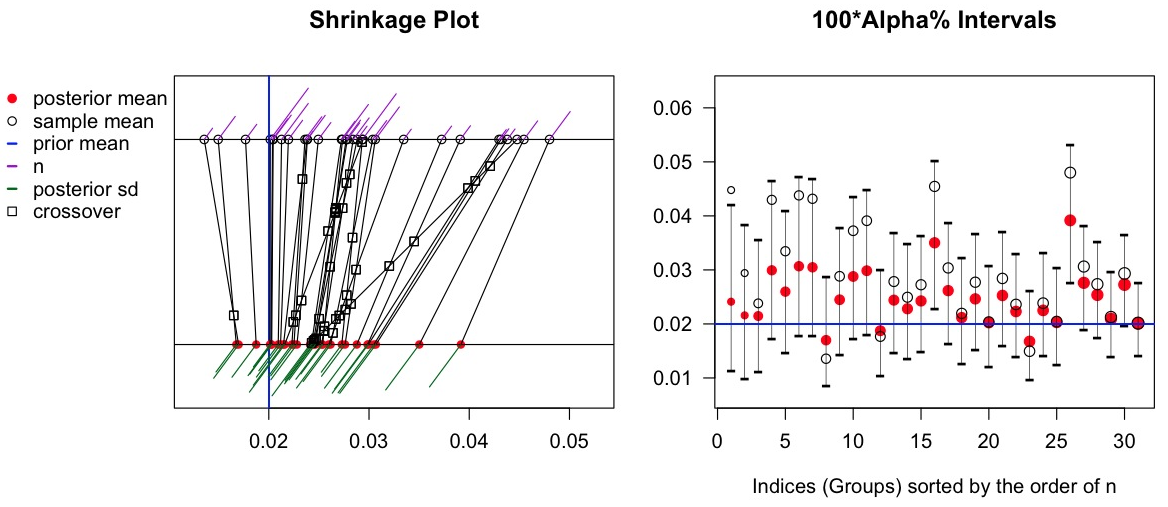 Shrinkage Plot
posterior mean
sample mean
prior mean
n
posterior sd
crossover
0.02 0.03 0.04 0.05
100*Alpha% Intervals
0.06
0.05
0.04
0.03
0.02
0.01
0 5 10 15 20 25 30
Indices (Groups) sorted by the order of n